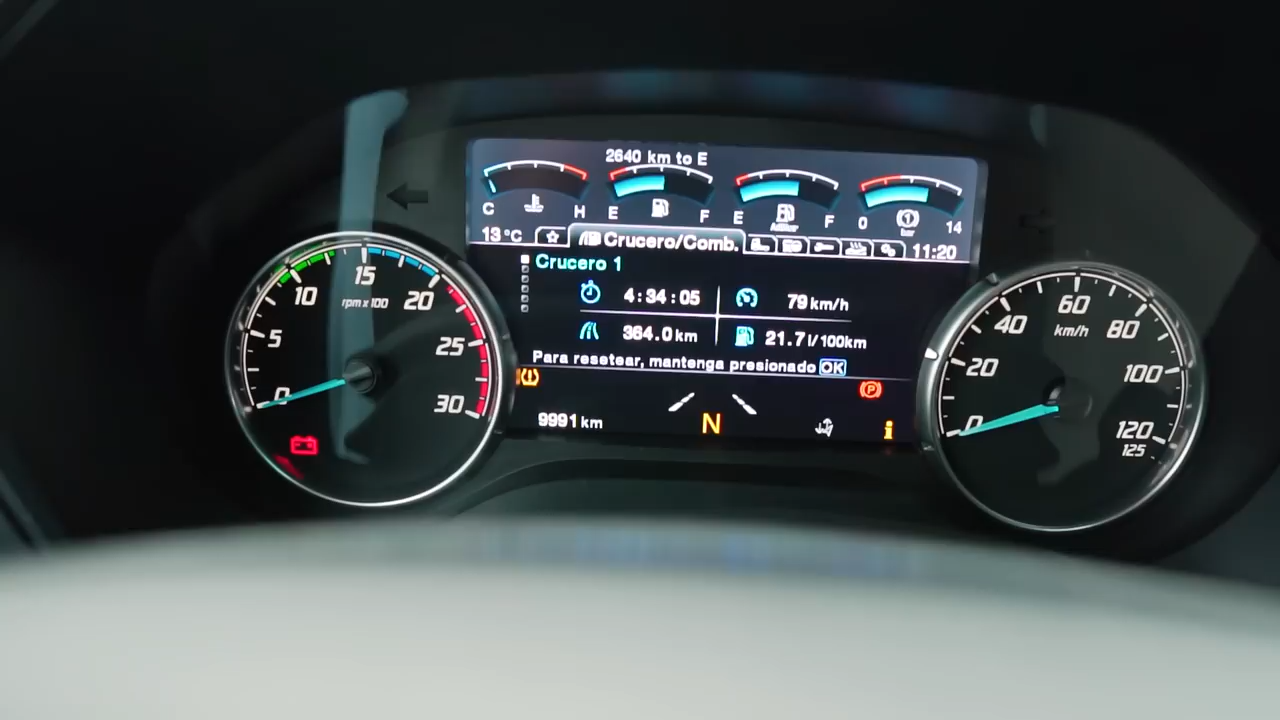 2640 km to E
C H E F E F 0 14
bar
13 °C Crucero/Comb. 11:20
Crucero 1
4:34:05 79 km/h
364.0 km 21.7 l/100km
Para resetear, mantenga presionado OK
P
9991 km N i
0 5 10 15 20 25 30
rpm x 100
0 20 40 60 80 100 120 125
km/h